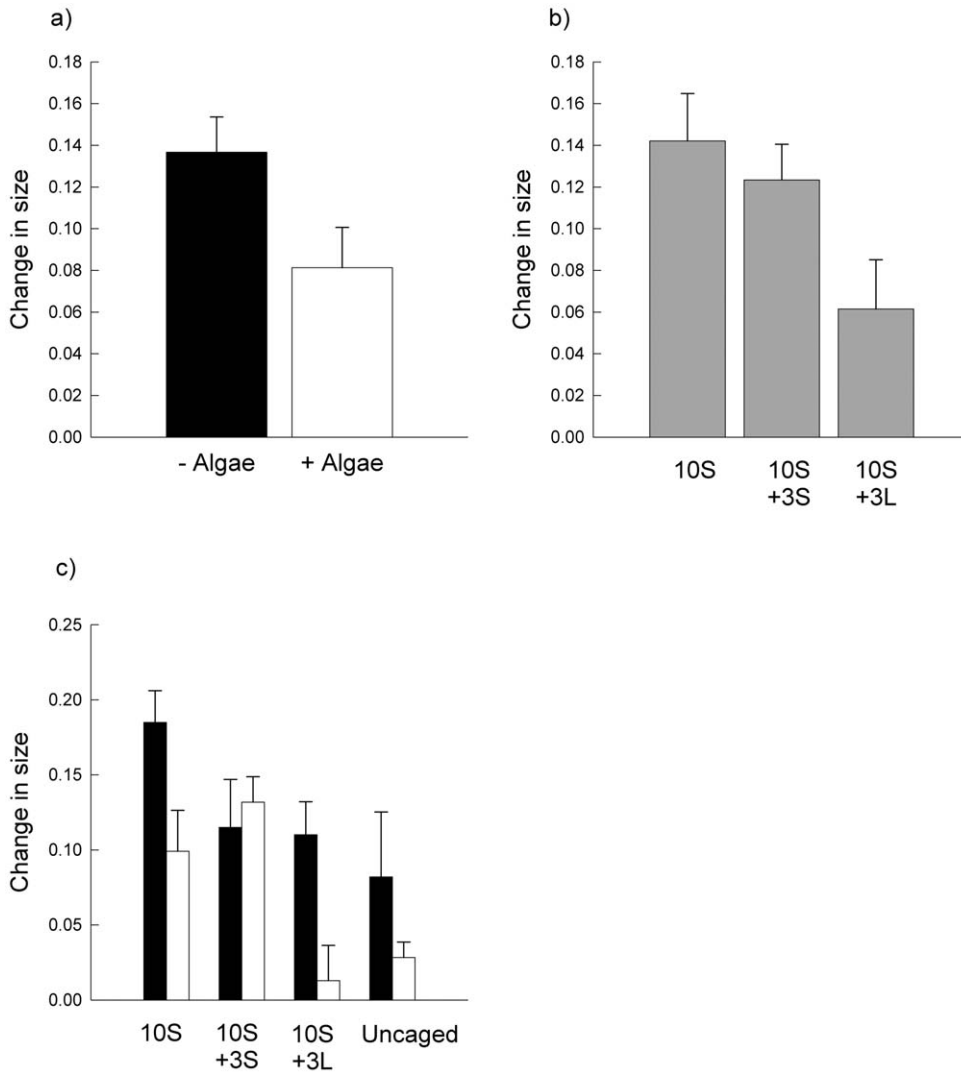 a)
Change in size
0.18
0.16
0.14
0.12
0.10
0.08
0.06
0.04
0.02
0.00
- Algae
+ Algae
b)
Change in size
0.18
0.16
0.14
0.12
0.10
0.08
0.06
0.04
0.02
0.00
10S
10S
+3S
10S
+3L
c)
Change in size
0.25
0.20
0.15
0.10
0.05
0.00
10S
10S
+3S
10S
+3L
Uncaged